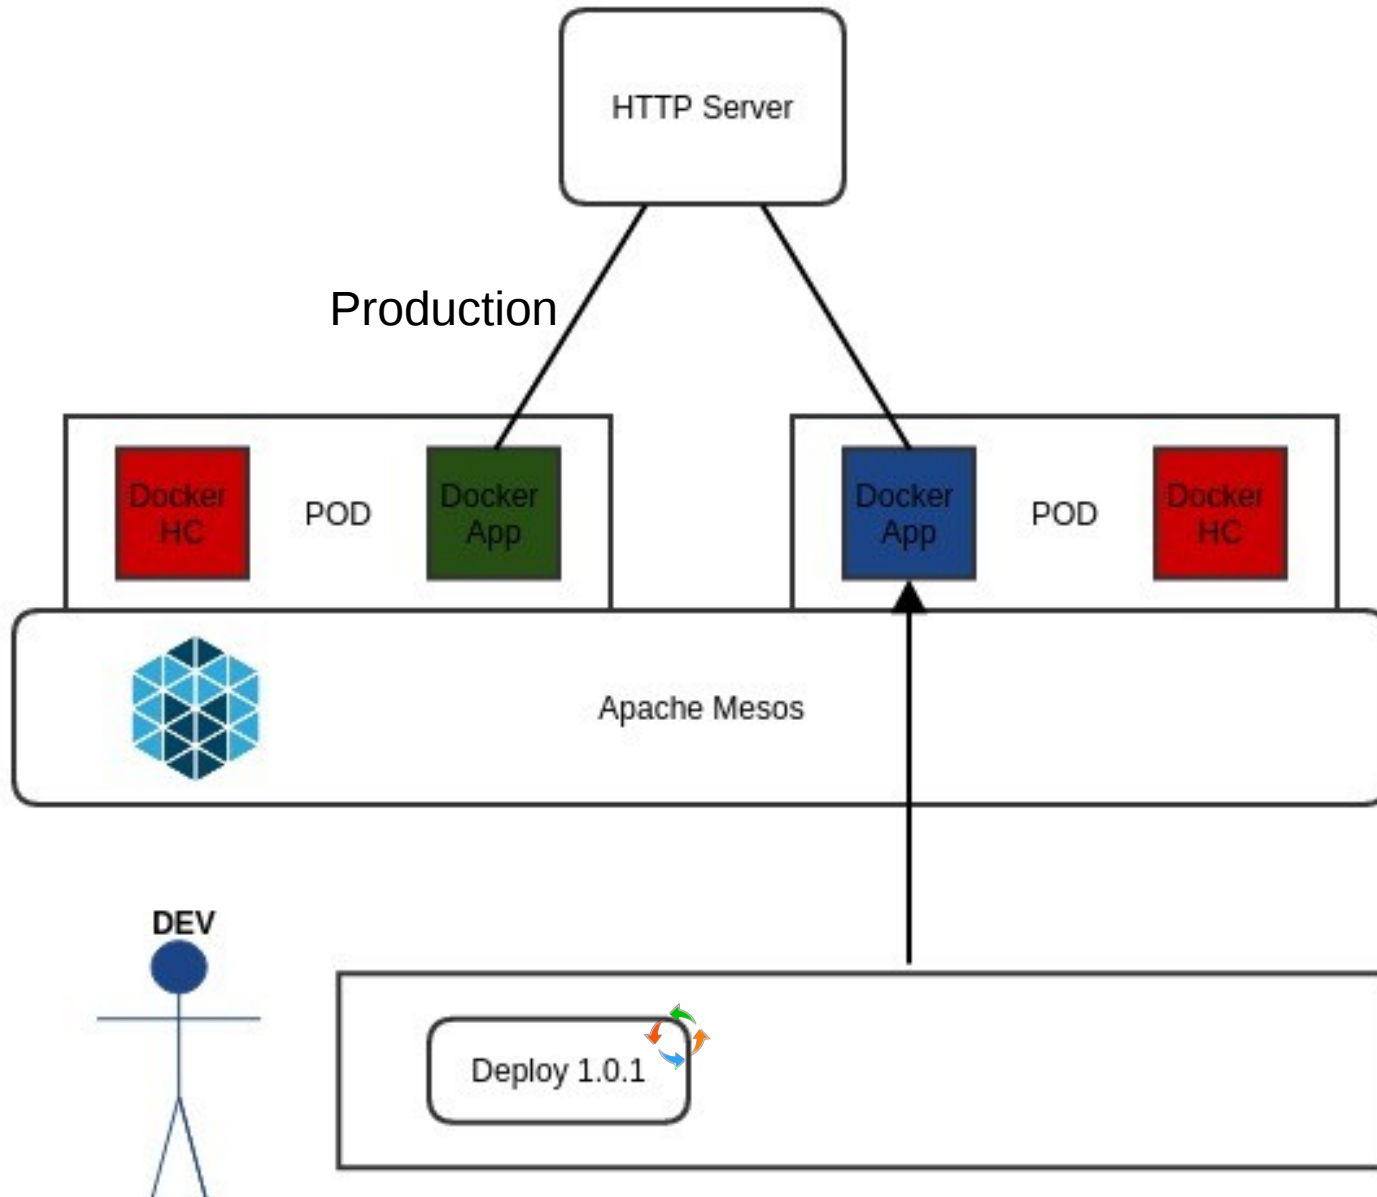 HTTP Server
Production
Docker
HC
POD
Docker
App
Docker
App
POD
Docker
HC
Apache Mesos
DEV
Deploy 1.0.1